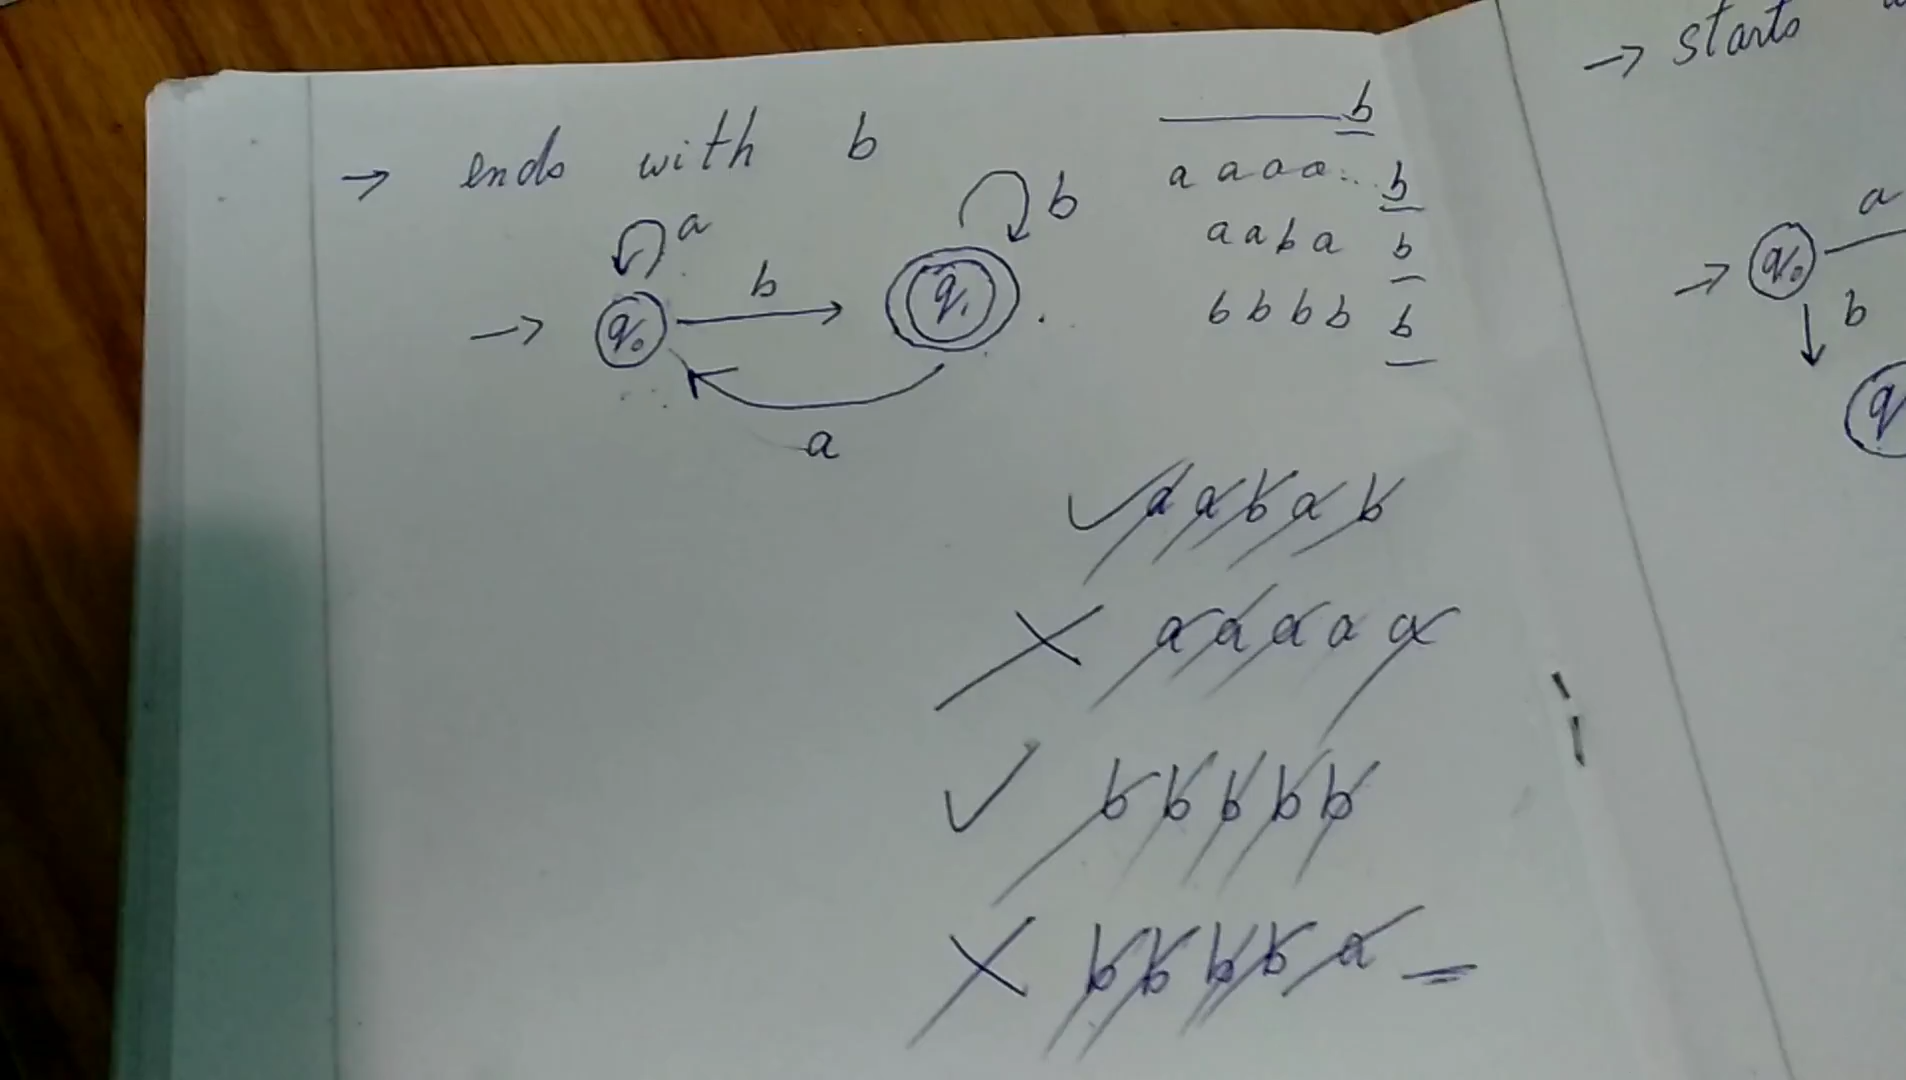 → ends with b
b
a a a a .. b
a a b a b
b b b b b
a
b
→ q₀
b
q₁
a
✓ a a b a b
✗ a a a a a
✓ b b b b b
✗ b b b b a
→ starts
→ q₀
a
b
q